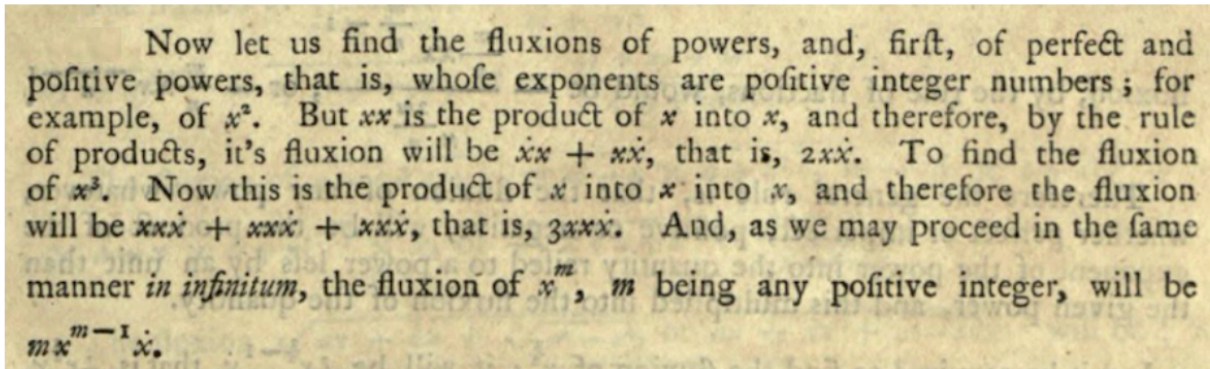 Now let us find the fluxions of powers, and, firſt, of perfect and
poſitive powers, that is, whoſe exponents are poſitive integer numbers; for
example, of x². But xx is the product of x into x, and therefore, by the rule
of products, it's fluxion will be ẋx + xẋ, that is, 2xẋ. To find the fluxion
of x³. Now this is the product of x into x into x, and therefore the fluxion
will be xxẋ + xxẋ + xxẋ, that is, 3xxẋ. And, as we may proceed in the ſame
manner in infinitum, the fluxion of x^m, m being any poſitive integer, will be
mx^{m−1}ẋ.